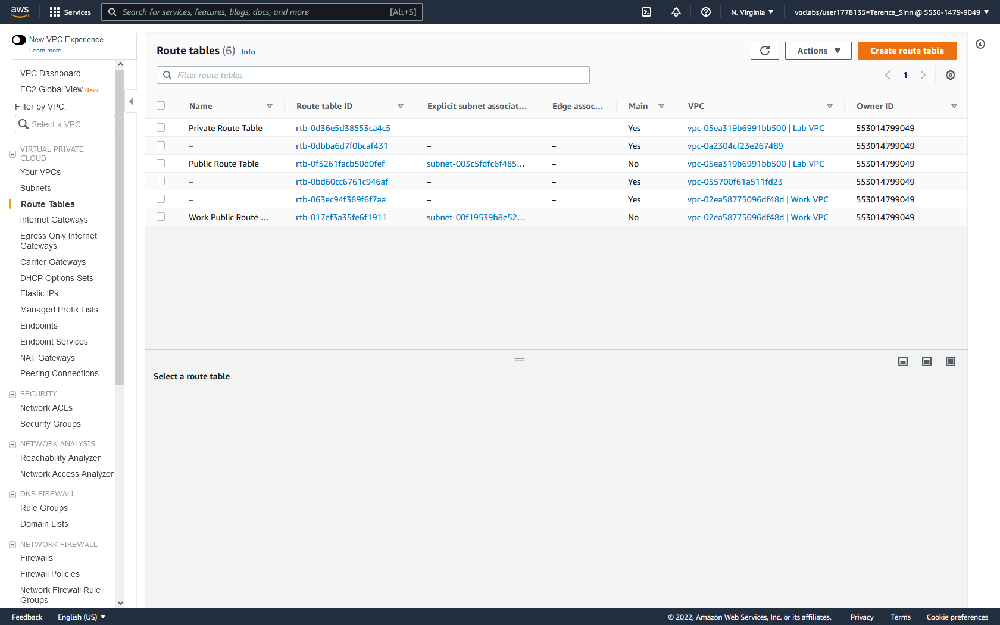 aws
Services
Search for services, features, blogs, docs, and more
[Alt+S]
N. Virginia
voclabs/user1778135=Terence_Sinn @ 5530-1479-9049
New VPC Experience
Learn more
VPC Dashboard
EC2 Global View New
Filter by VPC:
Select a VPC
VIRTUAL PRIVATE
CLOUD
Your VPCs
Subnets
Route Tables
Internet Gateways
Egress Only Internet
Gateways
Carrier Gateways
DHCP Options Sets
Elastic IPs
Managed Prefix Lists
Endpoints
Endpoint Services
NAT Gateways
Peering Connections
SECURITY
Network ACLs
Security Groups
NETWORK ANALYSIS
Reachability Analyzer
Network Access Analyzer
DNS FIREWALL
Rule Groups
Domain Lists
NETWORK FIREWALL
Firewalls
Firewall Policies
Network Firewall Rule
Groups
Route tables (6) Info
Actions
Create route table
Filter route tables
1
Name Route table ID Explicit subnet associat... Edge assoc... Main VPC Owner ID
Private Route Table rtb-0d36e5d38553ca4c5 – – Yes vpc-05ea319b6991bb500 | Lab VPC 553014799049
– rtb-0dbba6d7f0bcaf431 – – Yes vpc-0a2304cf23e267489 553014799049
Public Route Table rtb-0f5261facb50d0fef subnet-003c5fdfc6f485... – No vpc-05ea319b6991bb500 | Lab VPC 553014799049
– rtb-0bd60cc6761c946af – – Yes vpc-055700f61a511fd23 553014799049
– rtb-063ec94f369f6f7aa – – Yes vpc-02ea58775096df48d | Work VPC 553014799049
Work Public Route ... rtb-017ef3a35fe6f1911 subnet-00f19539b8e52... – No vpc-02ea58775096df48d | Work VPC 553014799049
Select a route table
Feedback
English (US)
© 2022, Amazon Web Services, Inc. or its affiliates.
Privacy
Terms
Cookie preferences